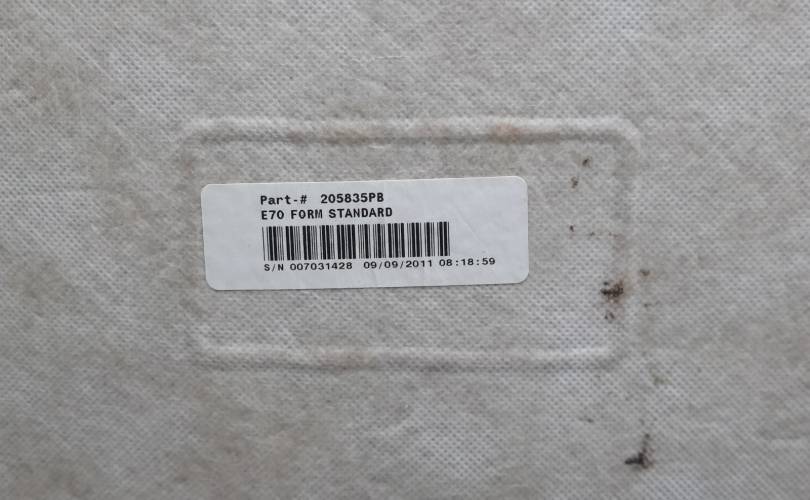 Part-# 205835PB
E70 FORM STANDARD
S/N 007031428 09/09/2011 08:18:59